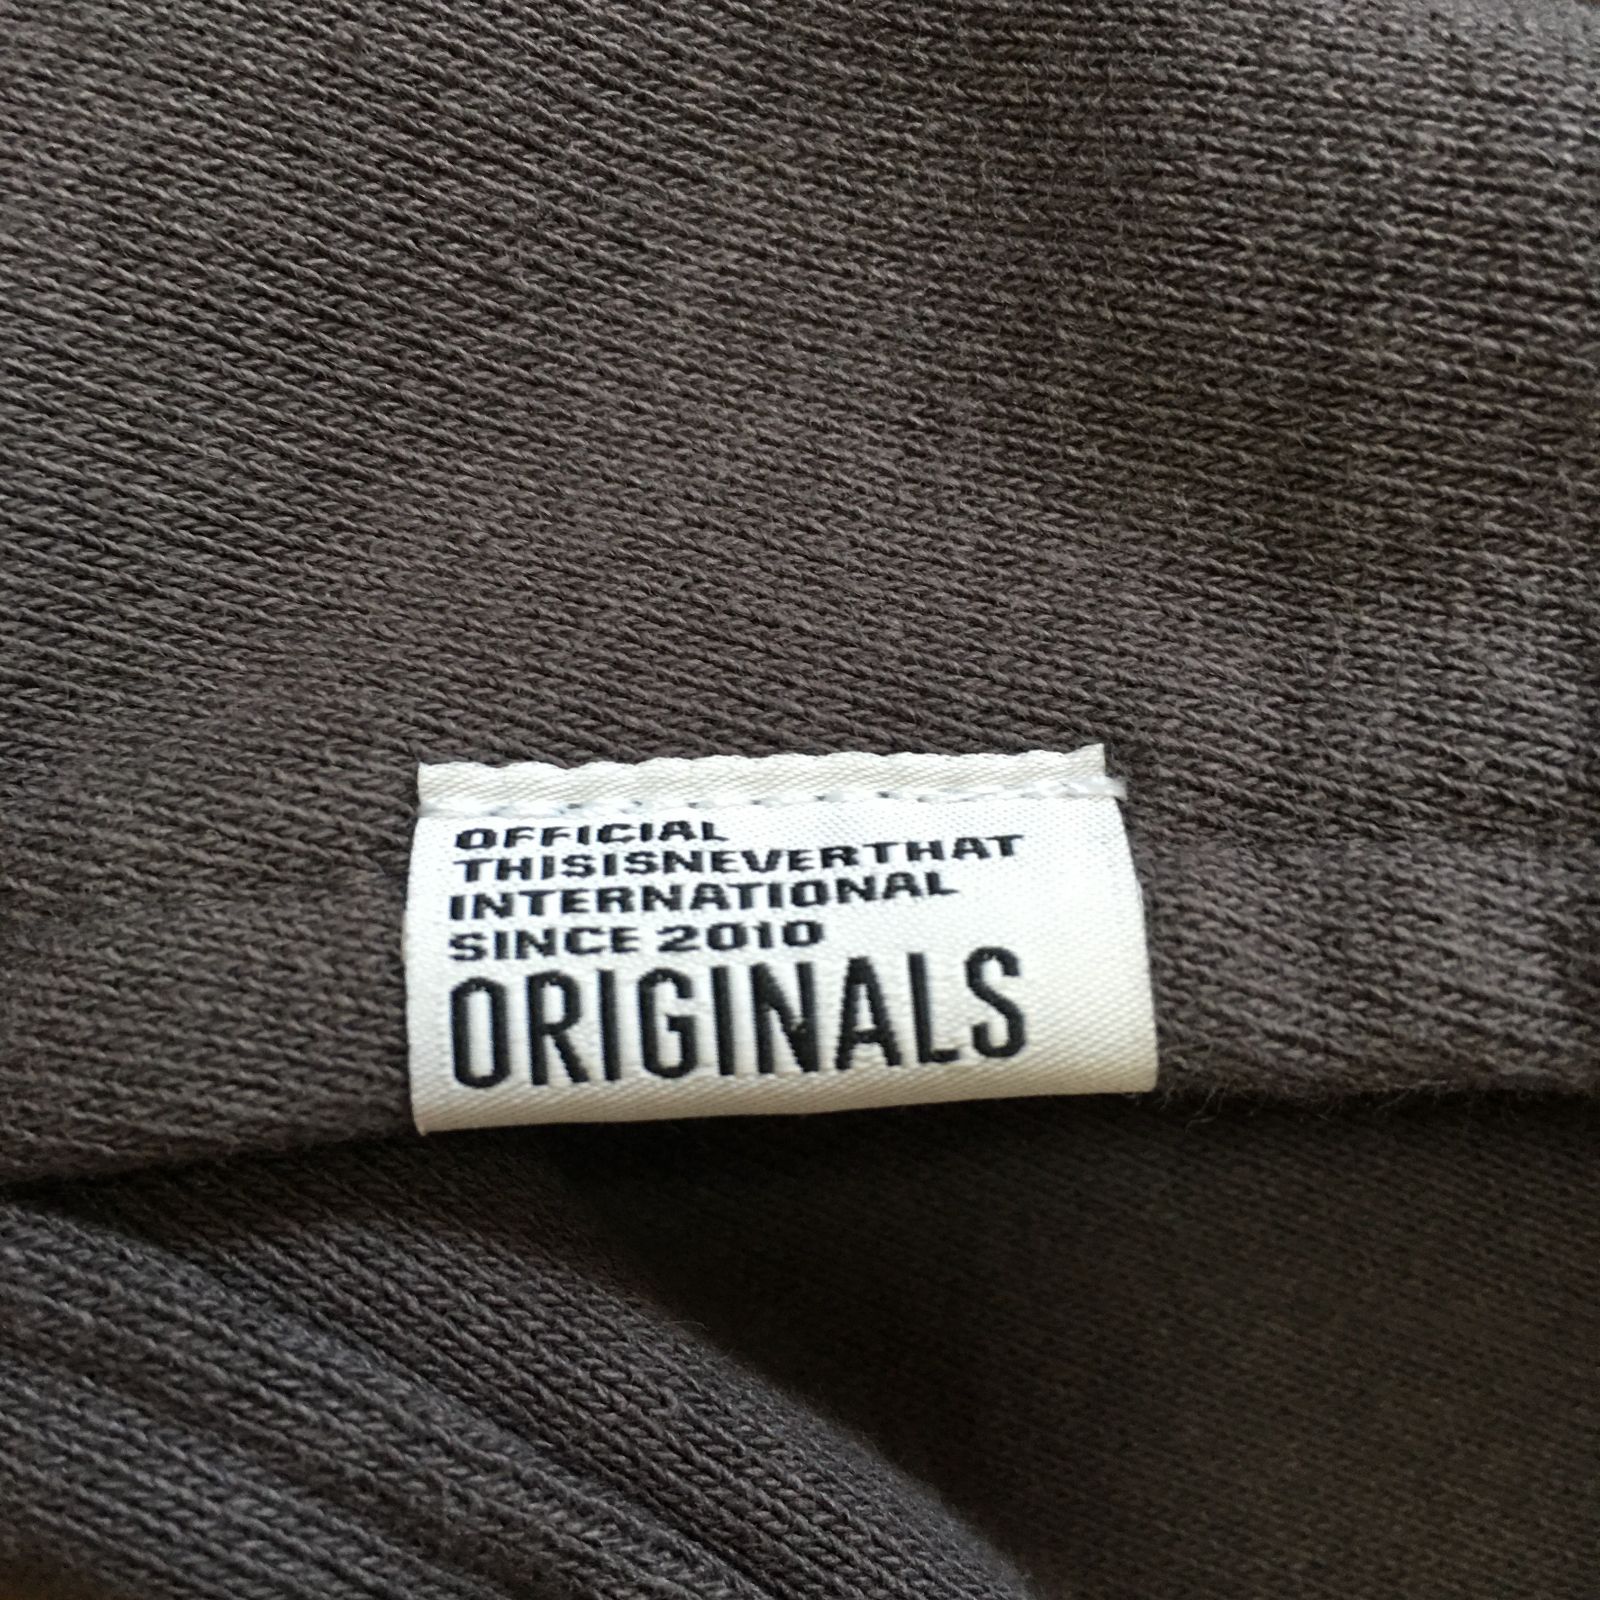 OFFICIAL
THISISNEVERTHAT
INTERNATIONAL
SINCE 2010
ORIGINALS